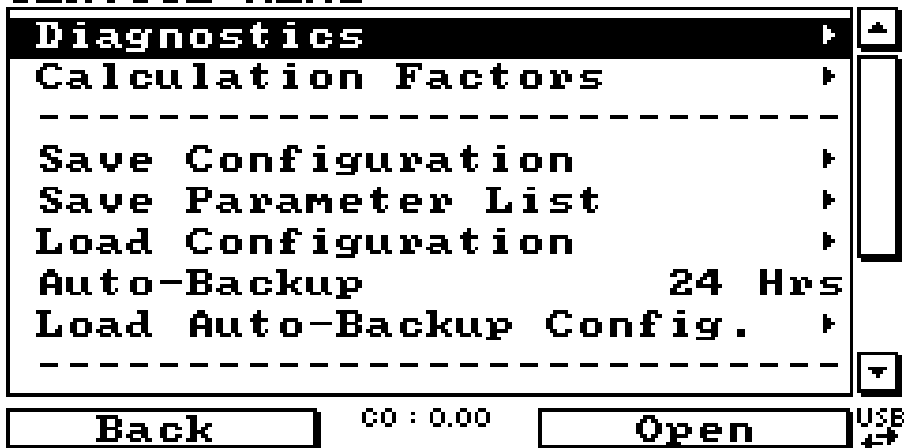 Diagnostics
Calculation Factors
Save Configuration
Save Parameter List
Load Configuration
Auto-Backup 24 Hrs
Load Auto-Backup Config.
Back CO : 0.00 Open USB